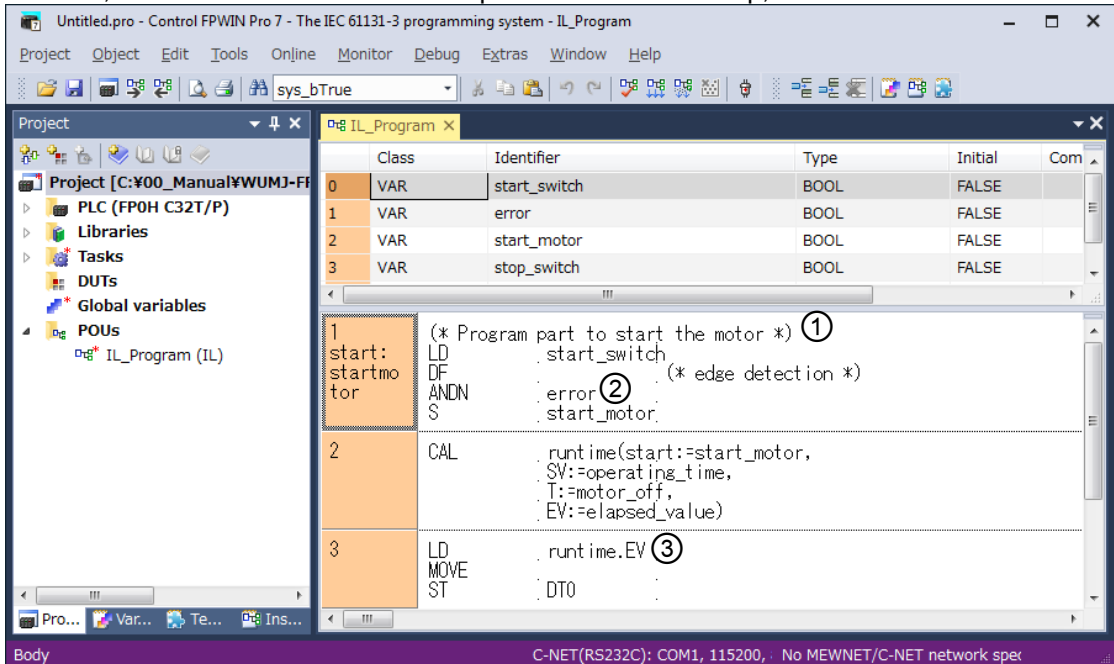 Untitled.pro - Control FPWIN Pro 7 - The IEC 61131-3 programming system - IL_Program
Project Object Edit Tools Online Monitor Debug Extras Window Help
sys_bTrue
Project
IL_Program
Class Identifier Type Initial Com
Project [C:¥00_Manual¥WUMJ-FF
0 VAR start_switch BOOL FALSE
PLC (FP0H C32T/P)
1 VAR error BOOL FALSE
Libraries
2 VAR start_motor BOOL FALSE
Tasks
3 VAR stop_switch BOOL FALSE
DUTs
Global variables
POUs
IL_Program (IL)
1
start:
startmo
tor
(* Program part to start the motor *) ①
LD start_switch
DF (* edge detection *)
ANDN error ②
S start_motor
2
CAL runtime(start:=start_motor,
SV:=operating_time,
T:=motor_off,
EV:=elapsed_value)
3
LD runtime.EV ③
MOVE
ST DT0
Pro... Var... Te... Ins...
Body C-NET(RS232C): COM1, 115200, No MEWNET/C-NET network spec